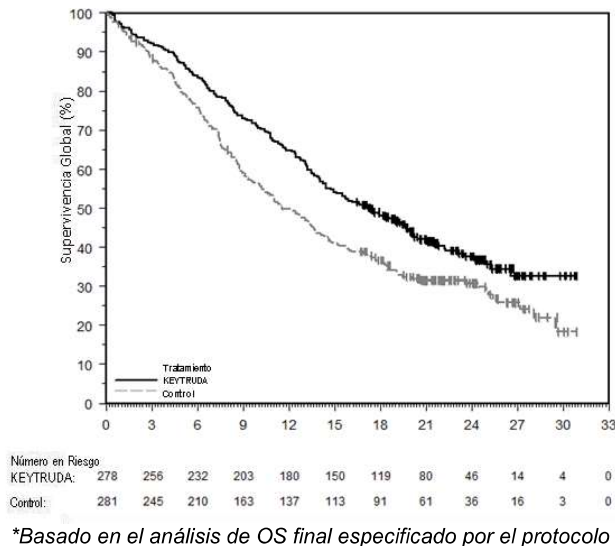 Supervivencia Global (%)
100
90
80
70
60
50
40
30
20
10
0
Tratamiento
KEYTRUDA
Control
0 3 6 9 12 15 18 21 24 27 30 33
Número en Riesgo
KEYTRUDA: 278 256 232 203 180 150 119 80 46 14 4 0
Control: 281 245 210 163 137 113 91 61 36 16 3 0
*Basado en el análisis de OS final especificado por el protocolo